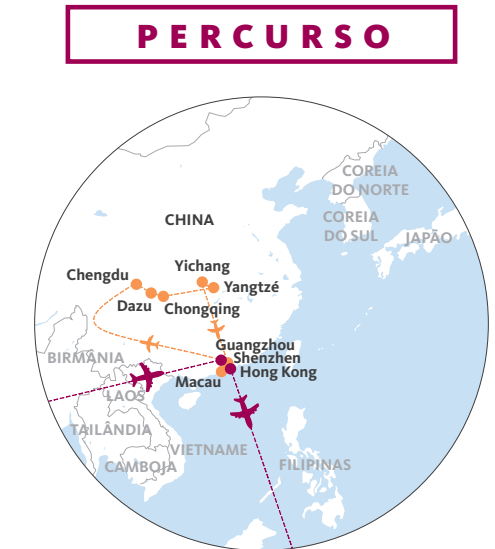 PERCURSO
COREIA
DO NORTE
CHINA
COREIA
DO SUL
JAPÃO
Yichang
Chengdu
Yangtzé
Dazu
Chongqing
Guangzhou
BIRMÂNIA
Shenzhen
Hong Kong
Macau
LAOS
TAILÂNDIA
VIETNAME
CAMBOJA
FILIPINAS